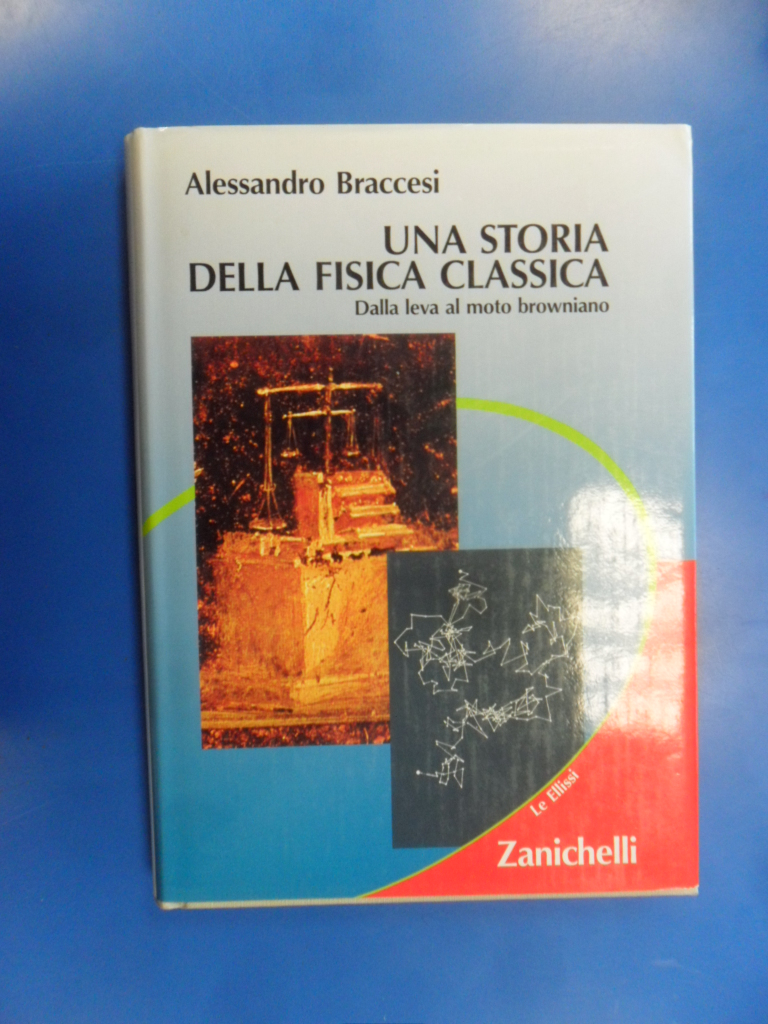 Alessandro Braccesi
UNA STORIA
DELLA FISICA CLASSICA
Dalla leva al moto browniano
Le Ellissi
Zanichelli